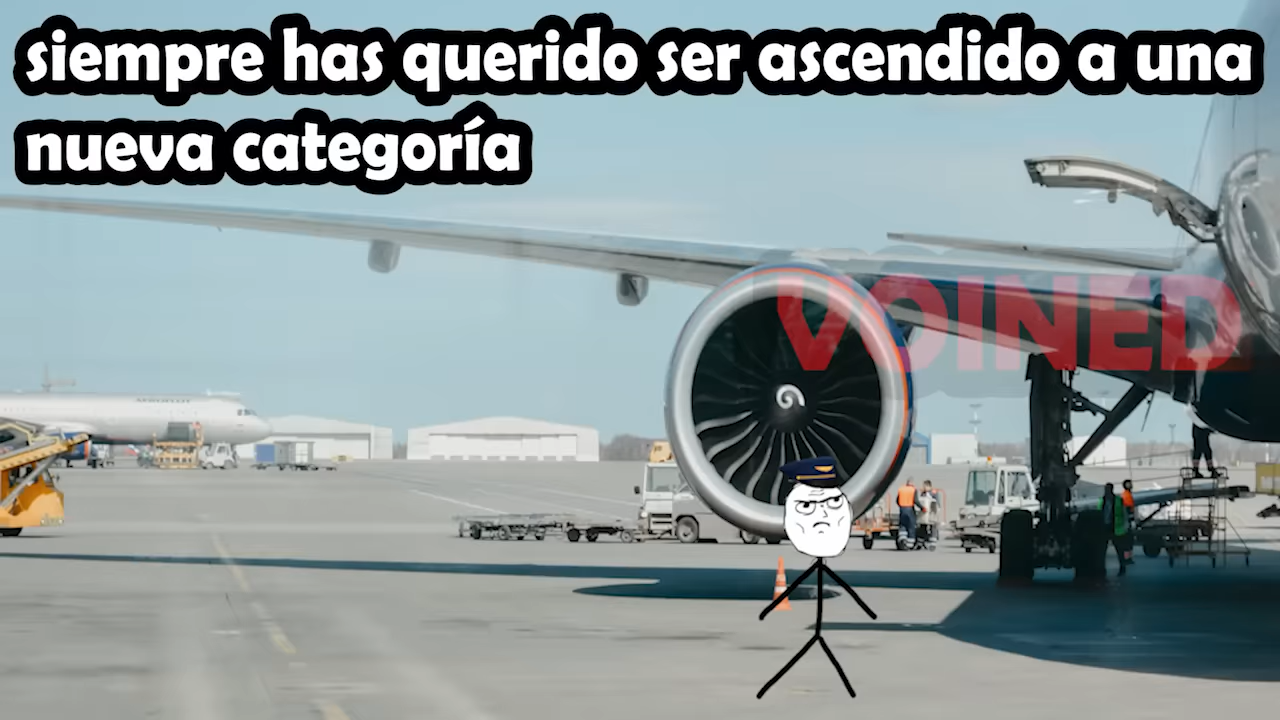 siempre has querido ser ascendido a una
nueva categoría
VOINED